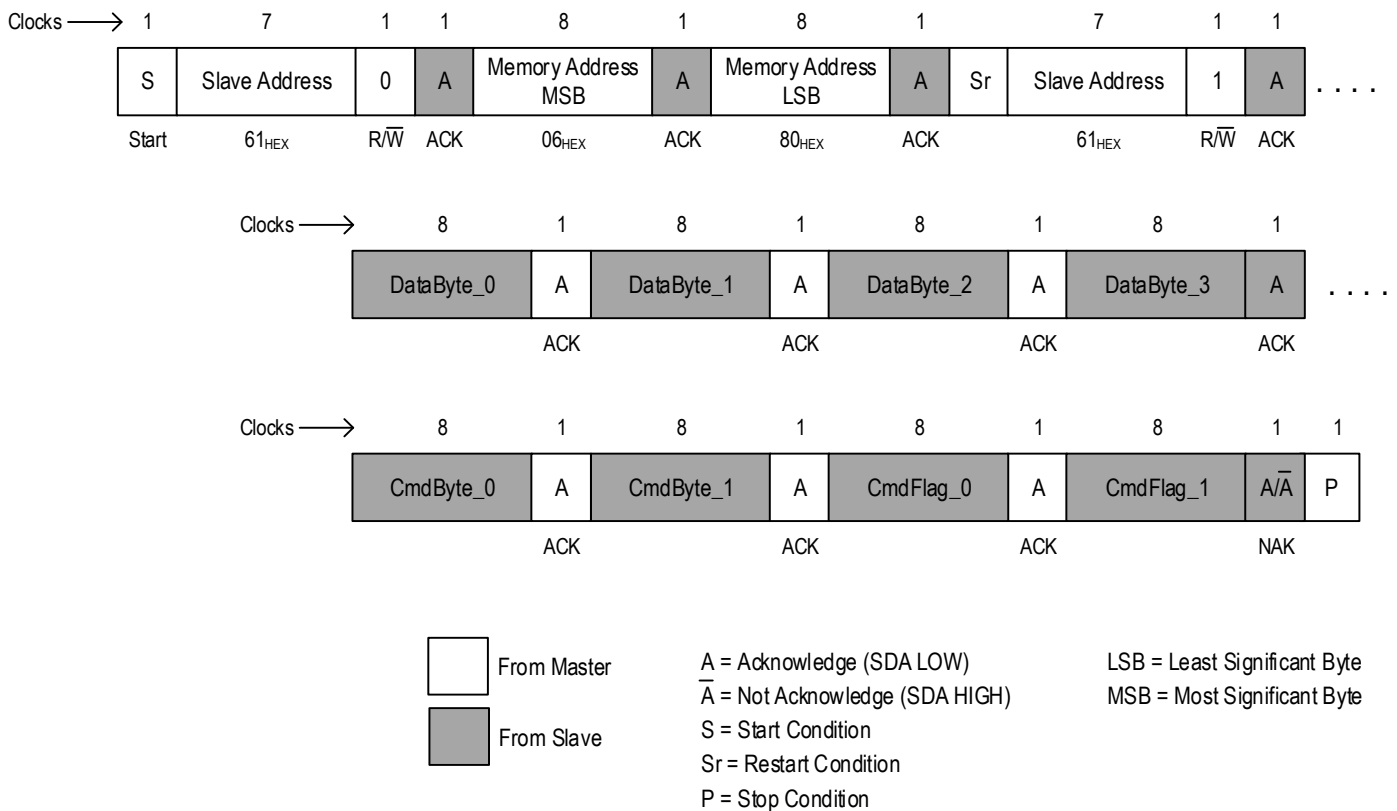 Clocks → 1 7 1 1 8 1 8 1 7 1 1
S Slave Address 0 A Memory Address MSB A Memory Address LSB A Sr Slave Address 1 A . . . .
Start 61HEX R/W̅ ACK 06HEX ACK 80HEX ACK 61HEX R/W̅ ACK
Clocks → 8 1 8 1 8 1 8 1
DataByte_0 A DataByte_1 A DataByte_2 A DataByte_3 A . . . .
ACK ACK ACK ACK
Clocks → 8 1 8 1 8 1 8 1 1
CmdByte_0 A CmdByte_1 A CmdFlag_0 A CmdFlag_1 A/A̅ P
ACK ACK ACK NAK
From Master
From Slave
A = Acknowledge (SDA LOW)
A̅ = Not Acknowledge (SDA HIGH)
S = Start Condition
Sr = Restart Condition
P = Stop Condition
LSB = Least Significant Byte
MSB = Most Significant Byte